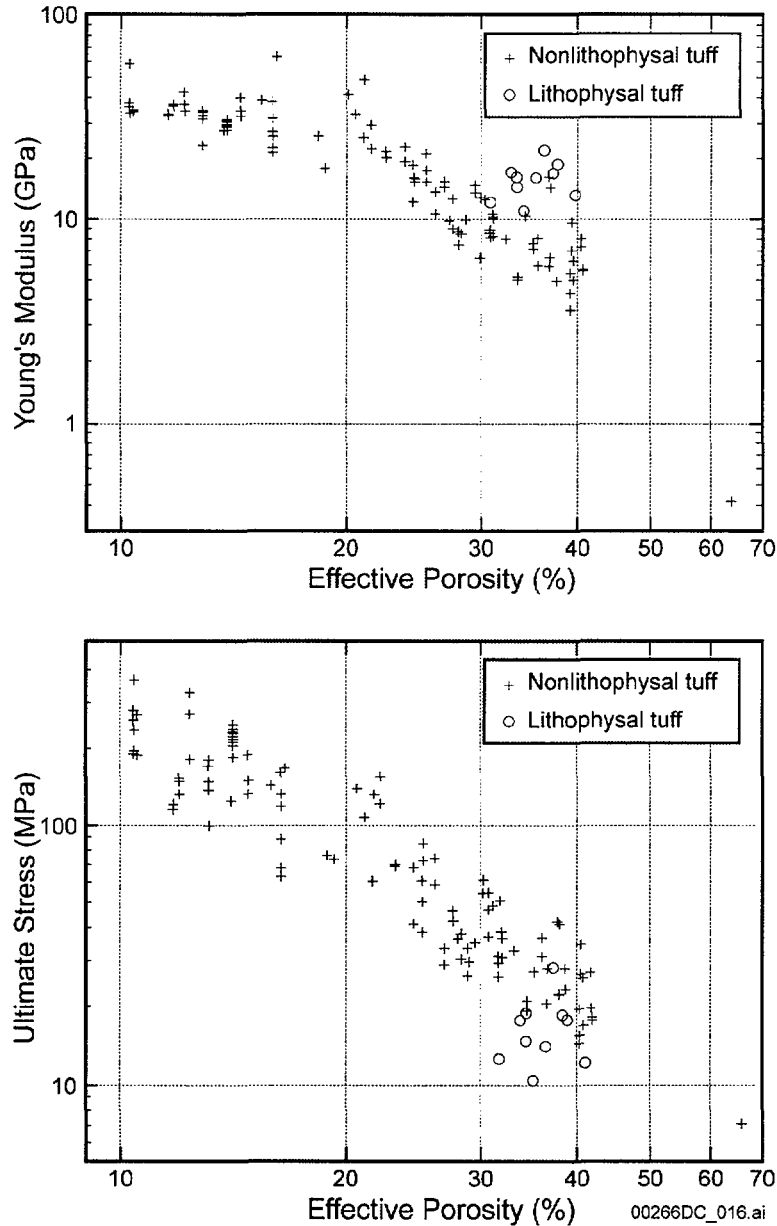 100
10
1
Young's Modulus (GPa)
+ Nonlithophysal tuff
○ Lithophysal tuff
10 20 30 40 50 60 70
Effective Porosity (%)
100
10
Ultimate Stress (MPa)
+ Nonlithophysal tuff
○ Lithophysal tuff
10 20 30 40 50 60 70
Effective Porosity (%)
00266DC_016.ai